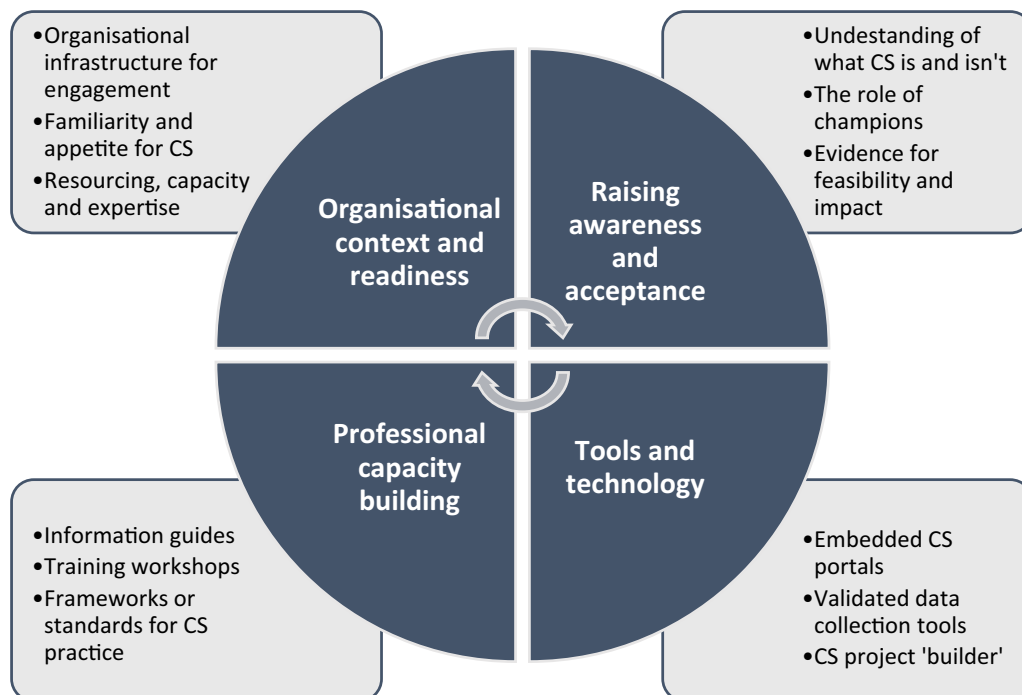 •Organisational
infrastructure for
engagement
•Familiarity and
appetite for CS
•Resourcing, capacity
and expertise
•Undestanding of
what CS is and isn't
•The role of
champions
•Evidence for
feasibility and
impact
Organisational
context and
readiness
Raising
awareness
and
acceptance
Professional
capacity
building
Tools and
technology
•Information guides
•Training workshops
•Frameworks or
standards for CS
practice
•Embedded CS
portals
•Validated data
collection tools
•CS project 'builder'